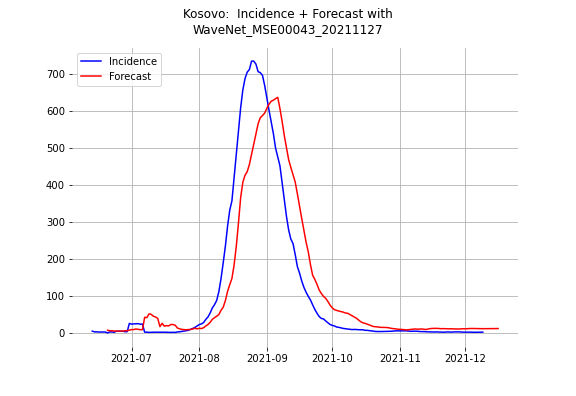 Kosovo:  Incidence + Forecast with
WaveNet_MSE00043_20211127
Incidence
Forecast
700
600
500
400
300
200
100
0
2021-07 2021-08 2021-09 2021-10 2021-11 2021-12